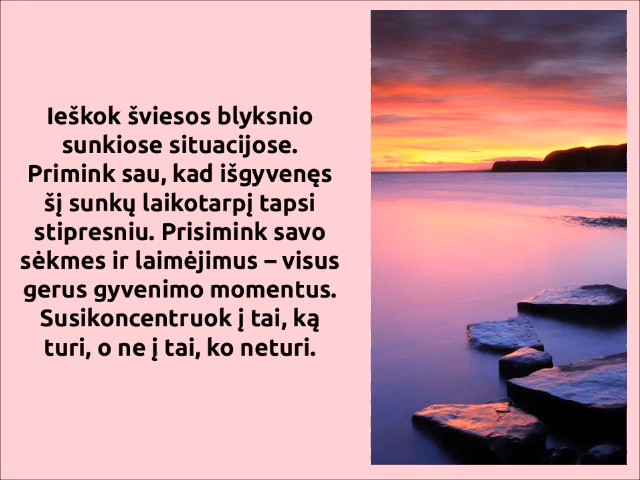 Ieškok šviesos blyksnio
sunkiose situacijose.
Primink sau, kad išgyvenęs
šį sunkų laikotarpį tapsi
stipresniu. Prisimink savo
sėkmes ir laimėjimus – visus
gerus gyvenimo momentus.
Susikoncentruok į tai, ką
turi, o ne į tai, ko neturi.